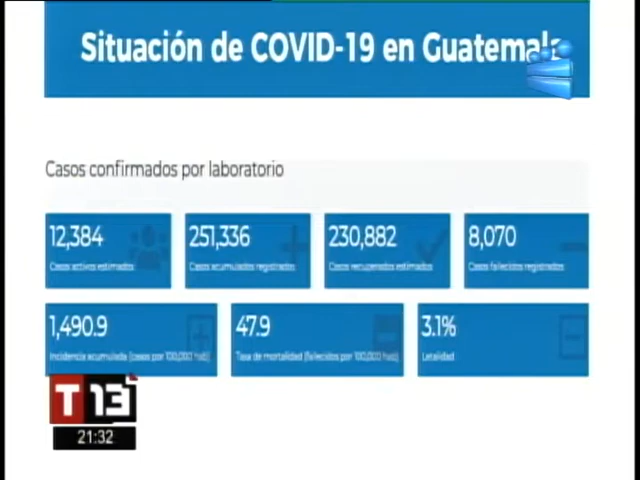 Situación de COVID-19 en Guatemala
Casos confirmados por laboratorio
12,384
Casos activos estimados
251,336
Casos acumulados registrados
230,882
Casos recuperados estimados
8,070
Casos fallecidos registrados
1,490.9
Incidencia acumulada (casos por 100,000 hab)
47.9
Tasa de mortalidad (fallecidos por 100,000 hab)
3.1%
Letalidad
T13
21:32